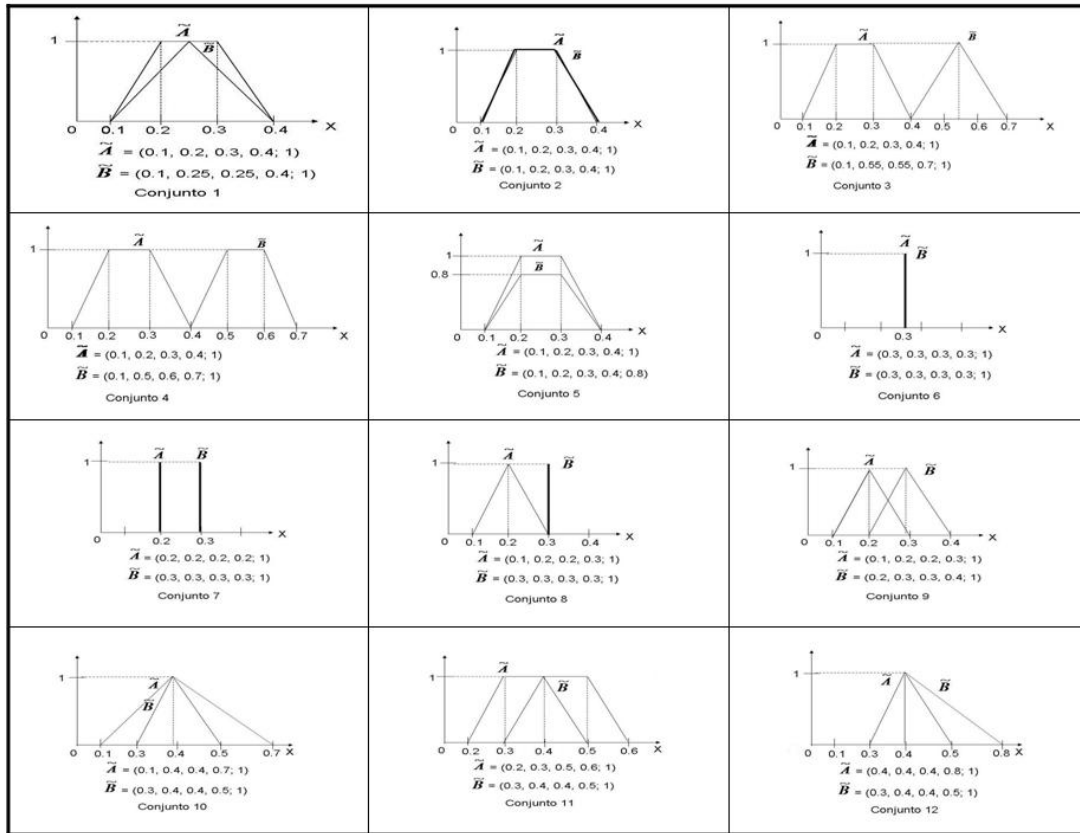 Ã
B̃
1
0 0.1 0.2 0.3 0.4 X
Ã = (0.1, 0.2, 0.3, 0.4; 1)
B̃ = (0.1, 0.25, 0.25, 0.4; 1)
Conjunto 1
Ã
B̃
1
0 0.1 0.2 0.3 0.4 X
Ã = (0.1, 0.2, 0.3, 0.4; 1)
B̃ = (0.1, 0.2, 0.3, 0.4; 1)
Conjunto 2
Ã B̃
1
0 0.1 0.2 0.3 0.4 0.5 0.6 0.7 X
Ã = (0.1, 0.2, 0.3, 0.4; 1)
B̃ = (0.1, 0.55, 0.55, 0.7; 1)
Conjunto 3
Ã B̃
1
0 0.1 0.2 0.3 0.4 0.5 0.6 0.7 X
Ã = (0.1, 0.2, 0.3, 0.4; 1)
B̃ = (0.1, 0.5, 0.6, 0.7; 1)
Conjunto 4
Ã
1
B̃
0.8
0 0.1 0.2 0.3 0.4 X
Ã = (0.1, 0.2, 0.3, 0.4; 1)
B̃ = (0.1, 0.2, 0.3, 0.4; 0.8)
Conjunto 5
Ã B̃
1
0 0.3 X
Ã = (0.3, 0.3, 0.3, 0.3; 1)
B̃ = (0.3, 0.3, 0.3, 0.3; 1)
Conjunto 6
Ã B̃
1
0 0.2 0.3 X
Ã = (0.2, 0.2, 0.2, 0.2; 1)
B̃ = (0.3, 0.3, 0.3, 0.3; 1)
Conjunto 7
Ã B̃
1
0 0.1 0.2 0.3 0.4 X
Ã = (0.1, 0.2, 0.2, 0.3; 1)
B̃ = (0.3, 0.3, 0.3, 0.3; 1)
Conjunto 8
Ã B̃
1
0 0.1 0.2 0.3 0.4 X
Ã = (0.1, 0.2, 0.2, 0.3; 1)
B̃ = (0.2, 0.3, 0.3, 0.4; 1)
Conjunto 9
1
Ã
B̃
0 0.1 0.3 0.4 0.5 0.7 X
Ã = (0.1, 0.4, 0.4, 0.7; 1)
B̃ = (0.3, 0.4, 0.4, 0.5; 1)
Conjunto 10
Ã
1
B̃
0 0.2 0.3 0.4 0.5 0.6 X
Ã = (0.2, 0.3, 0.5, 0.6; 1)
B̃ = (0.3, 0.4, 0.4, 0.5; 1)
Conjunto 11
1
Ã B̃
0 0.1 0.3 0.4 0.5 0.8 X
Ã = (0.4, 0.4, 0.4, 0.8; 1)
B̃ = (0.3, 0.4, 0.4, 0.5; 1)
Conjunto 12